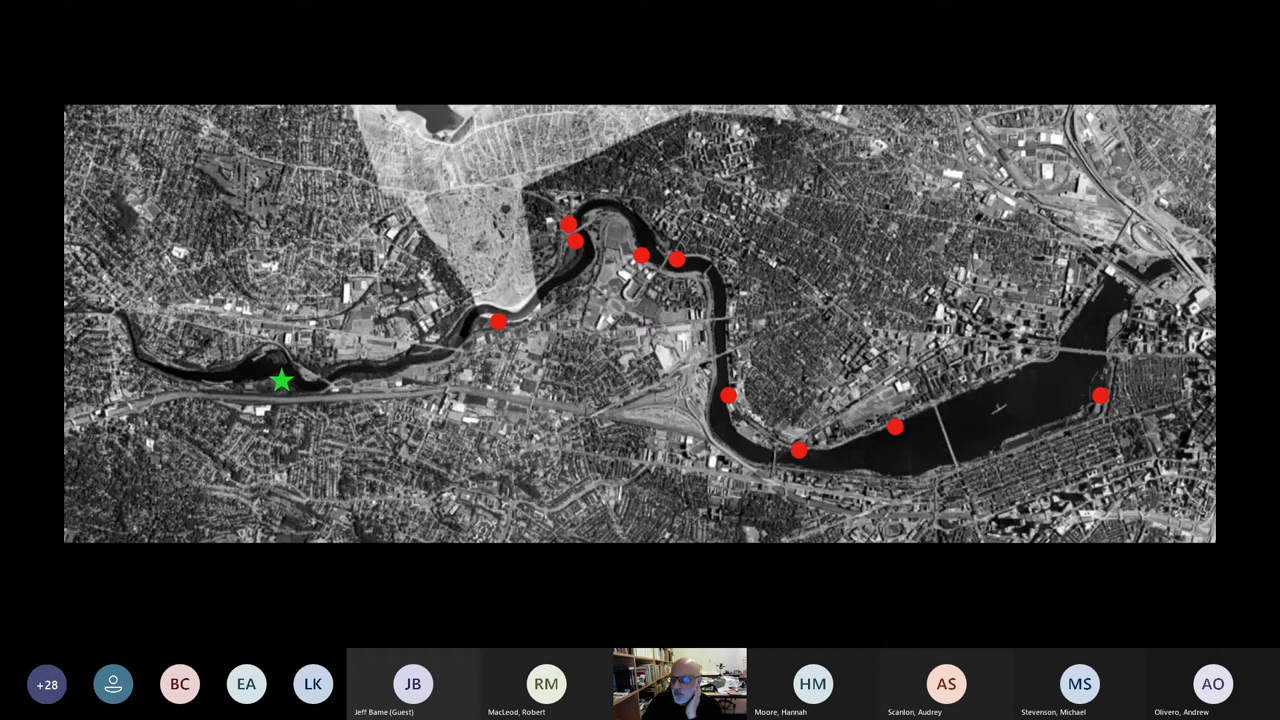 +28
BC
EA
LK
JB
RM
HM
AS
MS
AO
Jeff Bame (Guest)
MacLeod, Robert
Moore, Hannah
Scanlon, Audrey
Stevenson, Michael
Olivero, Andrew